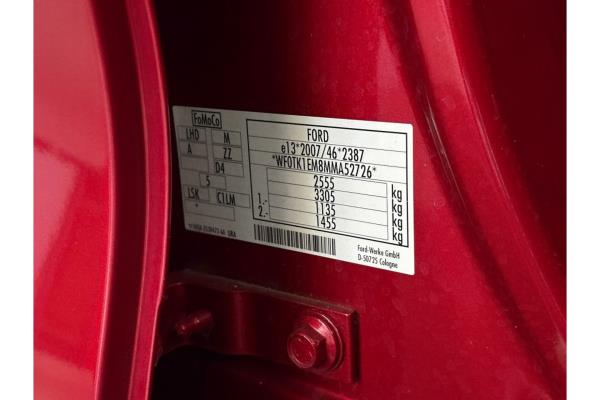 FoMoCo
LHD M
A ZZ
D4
5
LSK C1LM
*
FORD
e13*2007/46*2387
*WF0TK1EM8MMA52726*
2555 kg
3305 kg
1.- 1135 kg
2.- 1455 kg
Ford-Werke GmbH
D-50725 Cologne